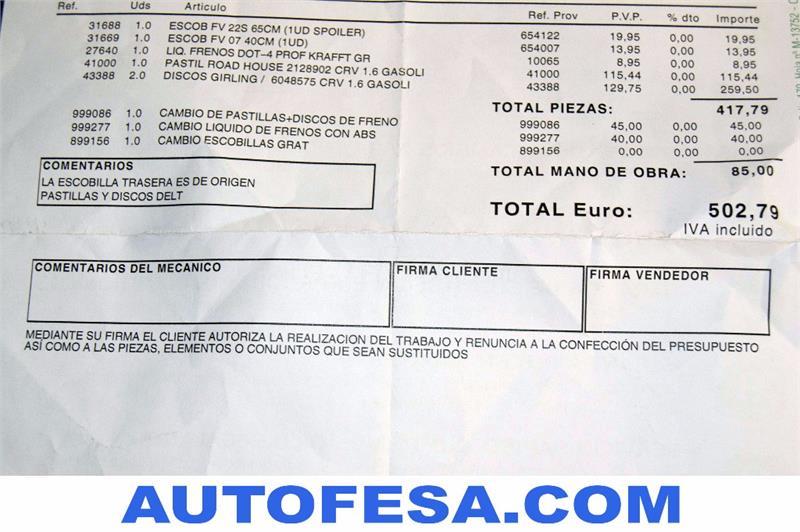 Ref. Uds Articulo Ref. Prov P.V.P. % dto Importe
31688 1.0 ESCOB FV 22S 65CM (1UD SPOILER) 654122 19,95 0,00 19,95
31669 1.0 ESCOB FV 07 40CM (1UD) 654007 13,95 0,00 13,95
27640 1.0 LIQ. FRENOS DOT-4 PROF KRAFFT GR 10065 8,95 0,00 8,95
41000 1.0 PASTIL ROAD HOUSE 2128902 CRV 1.6 GASOLI 41000 115,44 0,00 115,44
43388 2.0 DISCOS GIRLING / 6048575 CRV 1.6 GASOLI 43388 129,75 0,00 259,50
TOTAL PIEZAS: 417,79
999086 1.0 CAMBIO DE PASTILLAS+DISCOS DE FRENO 999086 45,00 0,00 45,00
999277 1.0 CAMBIO LIQUIDO DE FRENOS CON ABS 999277 40,00 0,00 40,00
899156 1.0 CAMBIO ESCOBILLAS GRAT 899156 0,00 0,00 0,00
TOTAL MANO DE OBRA: 85,00
COMENTARIOS
LA ESCOBILLA TRASERA ES DE ORIGEN
PASTILLAS Y DISCOS DELT
TOTAL Euro: 502,79
IVA incluido
COMENTARIOS DEL MECANICO FIRMA CLIENTE FIRMA VENDEDOR
MEDIANTE SU FIRMA EL CLIENTE AUTORIZA LA REALIZACION DEL TRABAJO Y RENUNCIA A LA CONFECCIÓN DEL PRESUPUESTO
ASÍ COMO A LAS PIEZAS, ELEMENTOS O CONJUNTOS QUE SEAN SUSTITUIDOS
AUTOFESA.COM